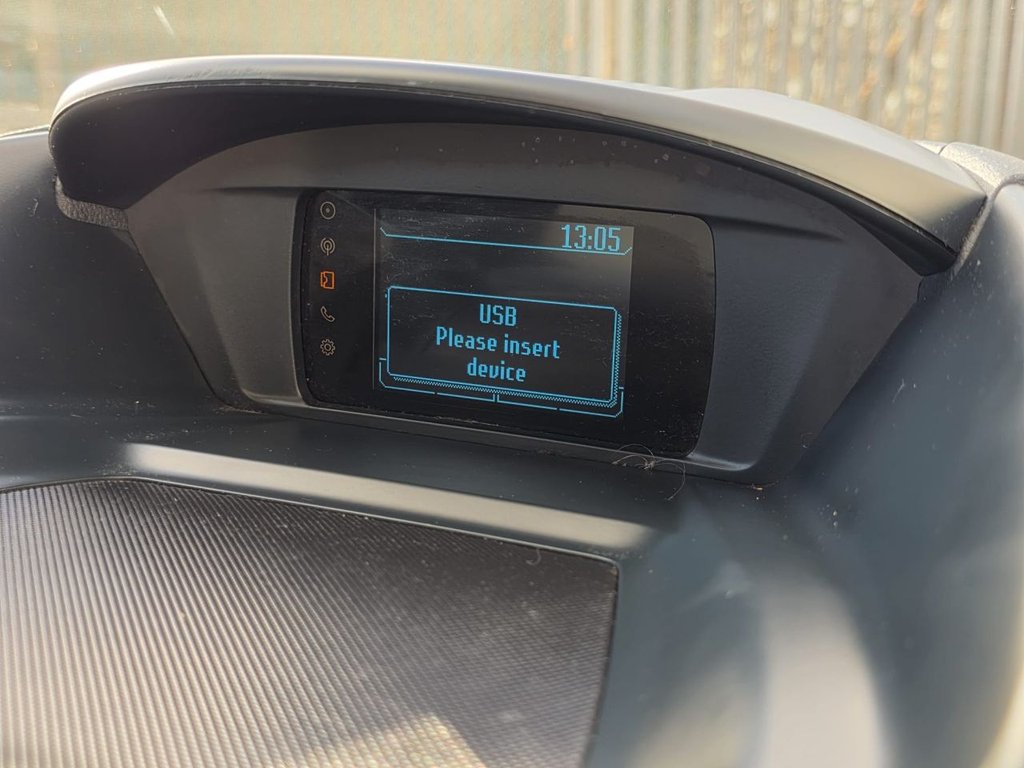 13:05
USB
Please insert
device